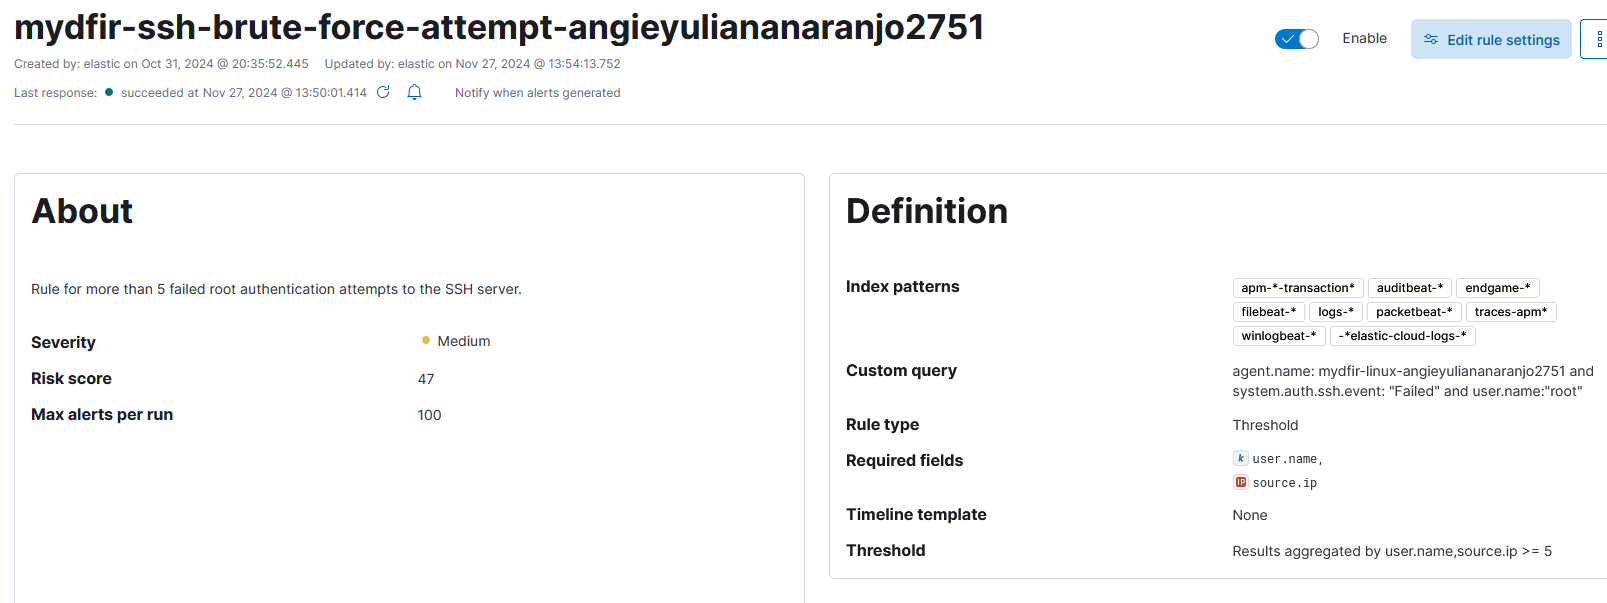 mydfir-ssh-brute-force-attempt-angieyuliananaranjo2751
Enable
Edit rule settings
Created by: elastic on Oct 31, 2024 @ 20:35:52.445 Updated by: elastic on Nov 27, 2024 @ 13:54:13.752
Last response: succeeded at Nov 27, 2024 @ 13:50:01.414 Notify when alerts generated
About
Rule for more than 5 failed root authentication attempts to the SSH server.
Severity Medium
Risk score 47
Max alerts per run 100
Definition
Index patterns apm-*-transaction* auditbeat-* endgame-*
filebeat-* logs-* packetbeat-* traces-apm*
winlogbeat-* -*elastic-cloud-logs-*
Custom query agent.name: mydfir-linux-angieyuliananaranjo2751 and
system.auth.ssh.event: "Failed" and user.name:"root"
Rule type Threshold
Required fields k user.name,
IP source.ip
Timeline template None
Threshold Results aggregated by user.name,source.ip >= 5